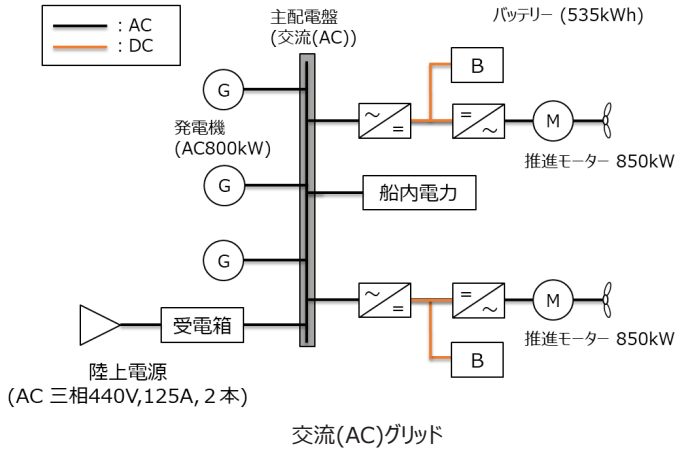 : AC
: DC
主配電盤
(交流(AC))
バッテリー (535kWh)
B
G
発電機
(AC800kW)
～
=
=
～
M
推進モーター 850kW
G
船内電力
G
～
=
=
～
M
推進モーター 850kW
受電箱
B
陸上電源
(AC 三相440V,125A,２本)
交流(AC)グリッド